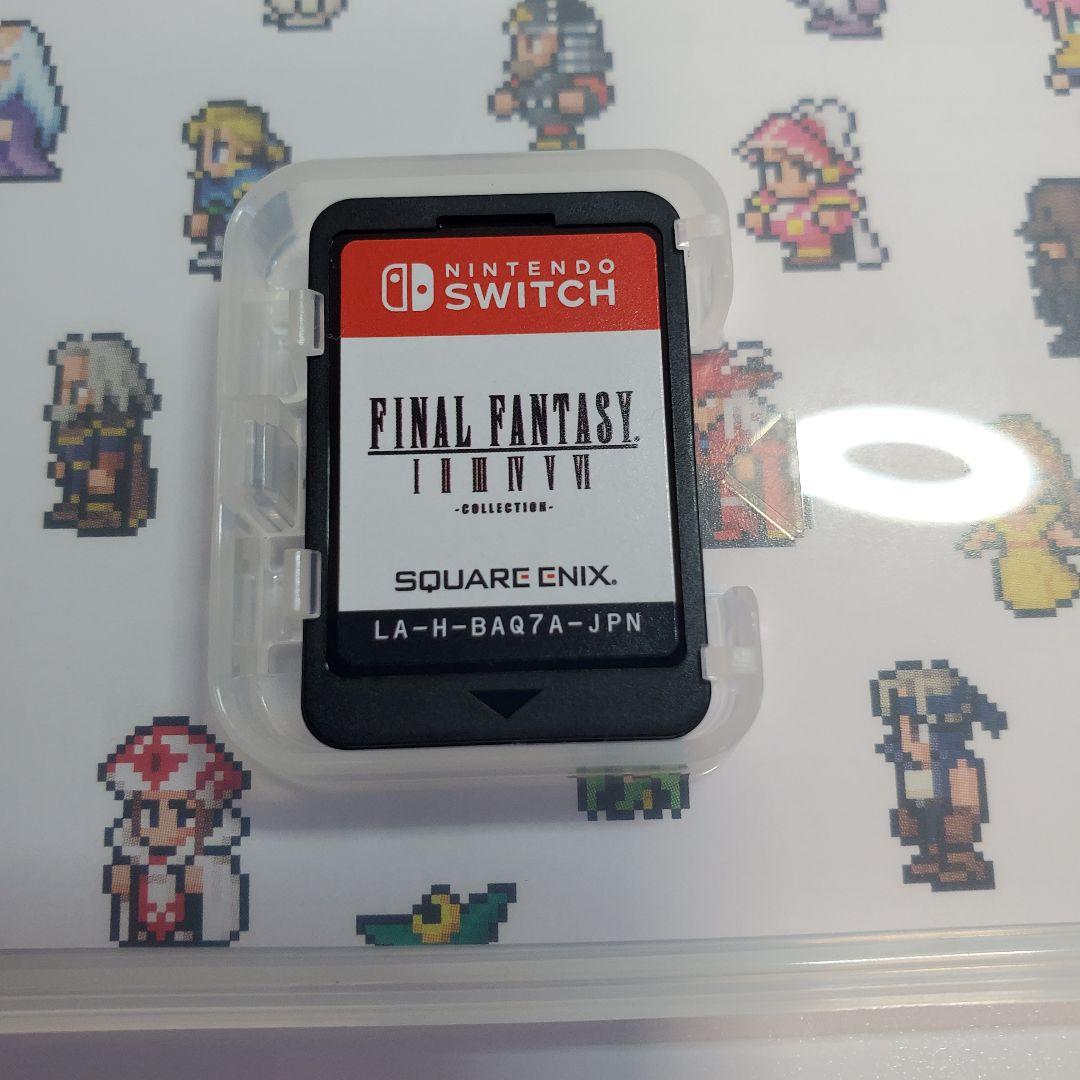 NINTENDO
SWITCH
FINAL FANTASY®
I II III IV V VI
-COLLECTION-
SQUARE ENIX®
LA-H-BAQ7A-JPN